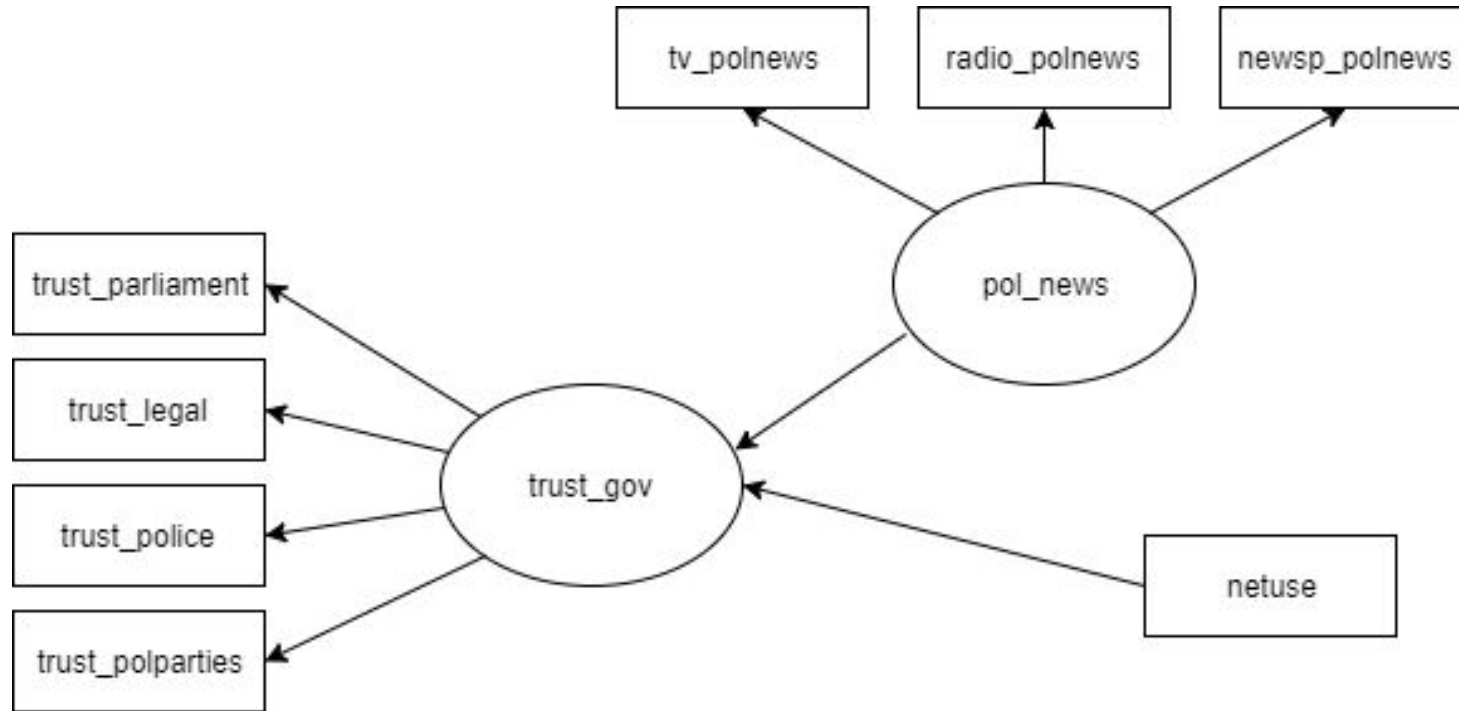 tv_polnews
radio_polnews
newsp_polnews
pol_news
trust_parliament
trust_legal
trust_gov
trust_police
netuse
trust_polparties